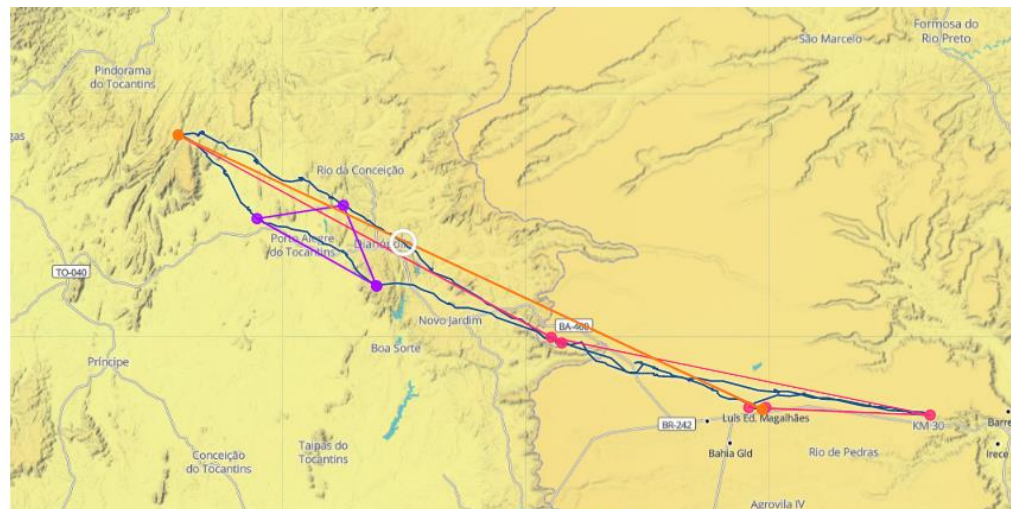 Formosa do
Rio Preto
São Marcelo
Pindorama
do Tocantins
Rio da Conceição
Porto Alegre
do Tocantins
TO-040
Novo Jardim
BA-460
Boa Sorte
Príncipe
Luís Ed. Magalhães
KM 30
BR-242
Barre
Bahia Gld
Rio de Pedras
Irece
Taipas do
Tocantins
Conceição
do Tocantins
Agrovila IV